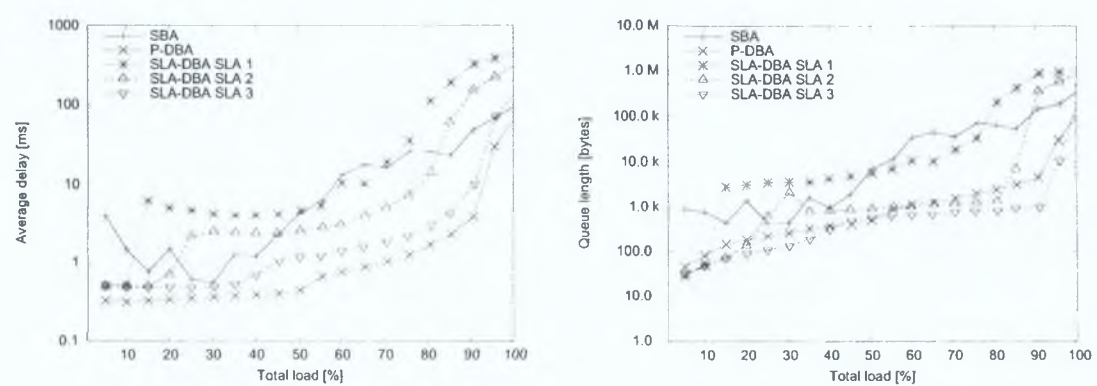 1000
100
10
1
0.1
Average delay [ms]
SBA
P-DBA
SLA-DBA SLA 1
SLA-DBA SLA 2
SLA-DBA SLA 3
10 20 30 40 50 60 70 80 90 100
Total load [%]
10.0 M
1.0 M
100.0 k
10.0 k
1.0 k
100.0
10.0
1.0
Queue length [bytes]
SBA
P-DBA
SLA-DBA SLA 1
SLA-DBA SLA 2
SLA-DBA SLA 3
10 20 30 40 50 60 70 80 90 100
Total load [%]